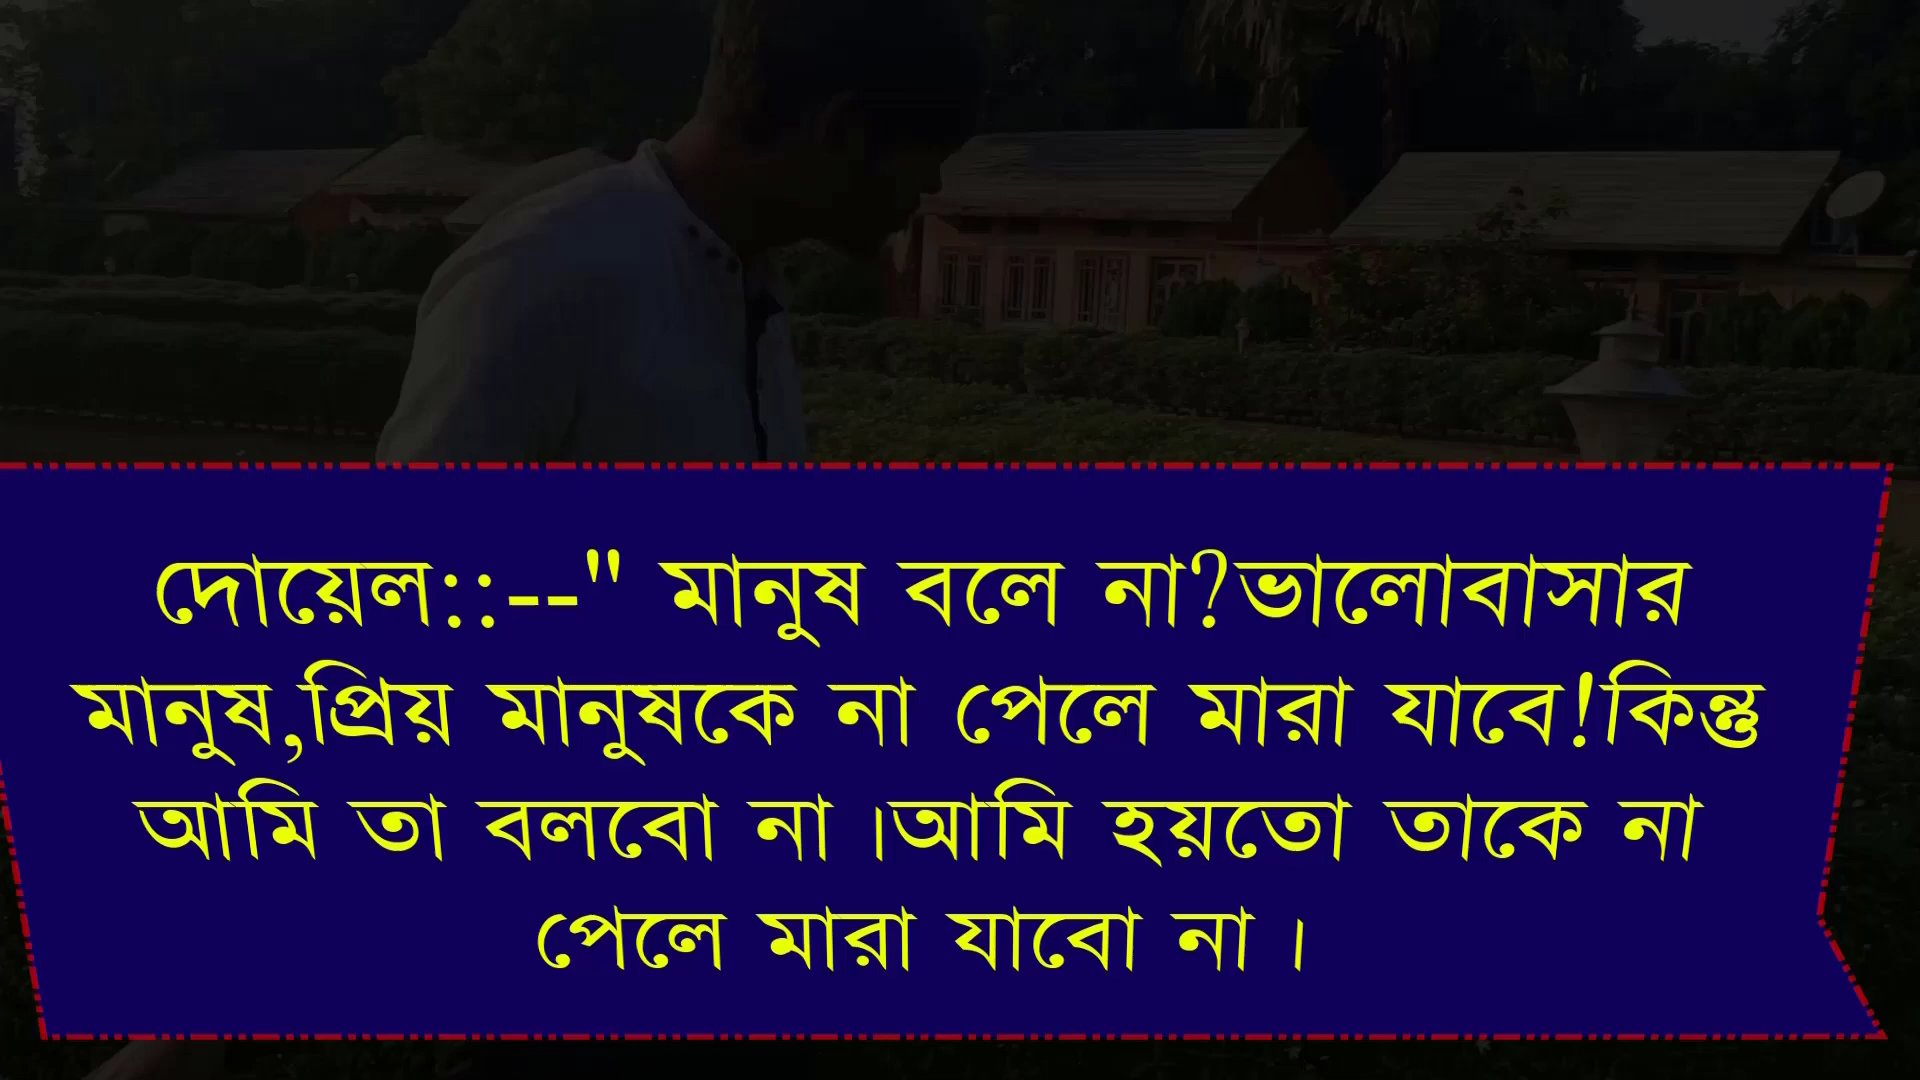 দোয়েল::--" মানুষ বলে না?ভালোবাসার
মানুষ,প্রিয় মানুষকে না পেলে মারা যাবে!কিন্তু
আমি তা বলবো না ।আমি হয়তো তাকে না
পেলে মারা যাবো না ।